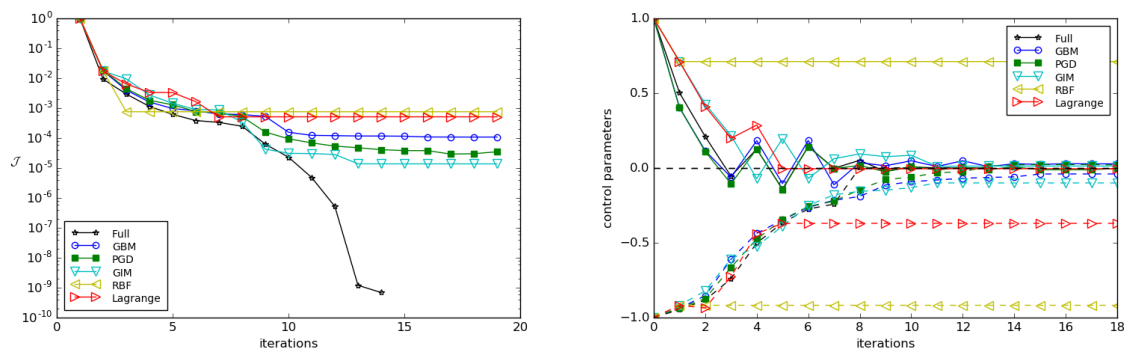 10^0
10^-1
10^-2
10^-3
10^-4
10^-5
10^-6
10^-7
10^-8
10^-9
10^-10
𝒥
Full
GBM
PGD
GIM
RBF
Lagrange
0 5 10 15 20
iterations
1.0
0.5
0.0
−0.5
−1.0
control parameters
Full
GBM
PGD
GIM
RBF
Lagrange
0 2 4 6 8 10 12 14 16 18
iterations